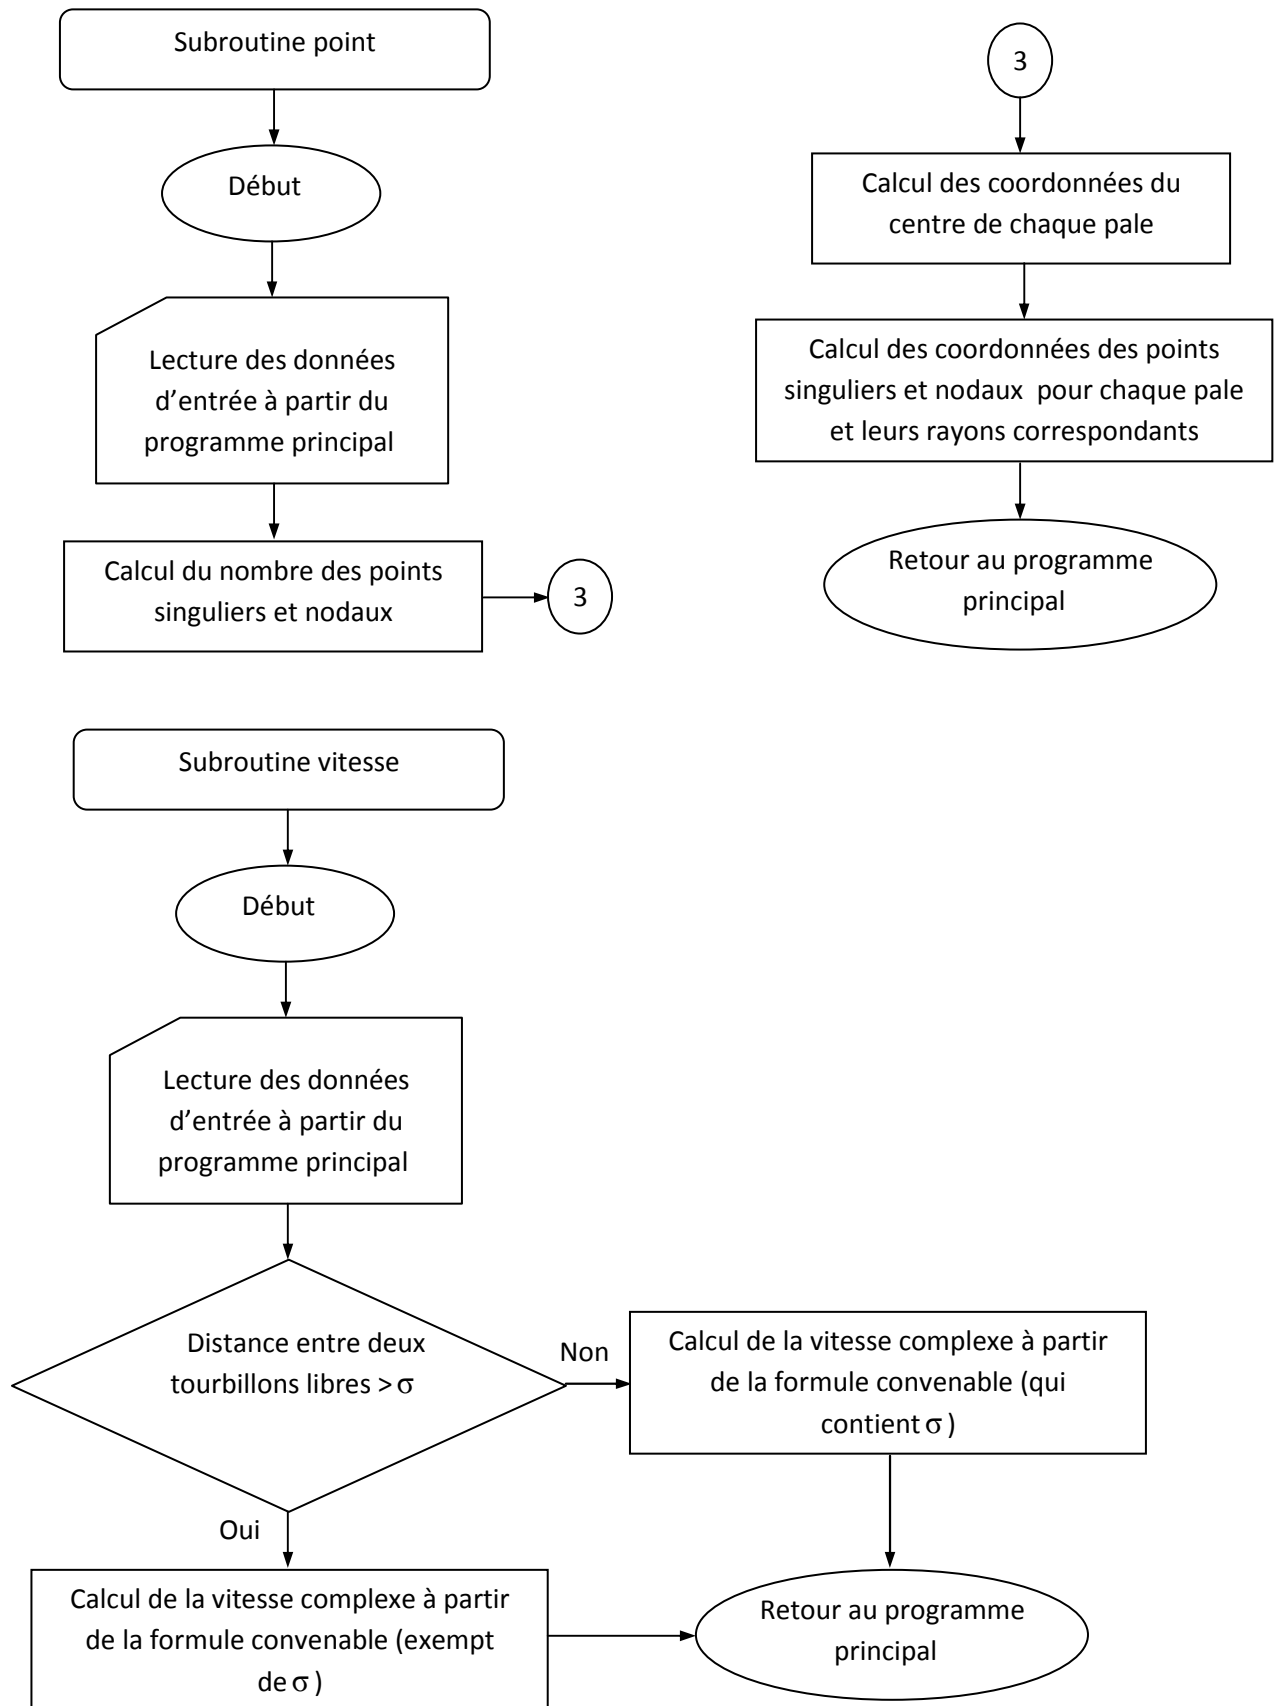 Subroutine point
Début
Lecture des données
d’entrée à partir du
programme principal
Calcul du nombre des points
singuliers et nodaux
3
3
Calcul des coordonnées du
centre de chaque pale
Calcul des coordonnées des points
singuliers et nodaux pour chaque pale
et leurs rayons correspondants
Retour au programme
principal
Subroutine vitesse
Début
Lecture des données
d’entrée à partir du
programme principal
Distance entre deux
tourbillons libres > σ
Non
Calcul de la vitesse complexe à partir
de la formule convenable (qui
contient σ )
Oui
Calcul de la vitesse complexe à partir
de la formule convenable (exempt
de σ )
Retour au programme
principal